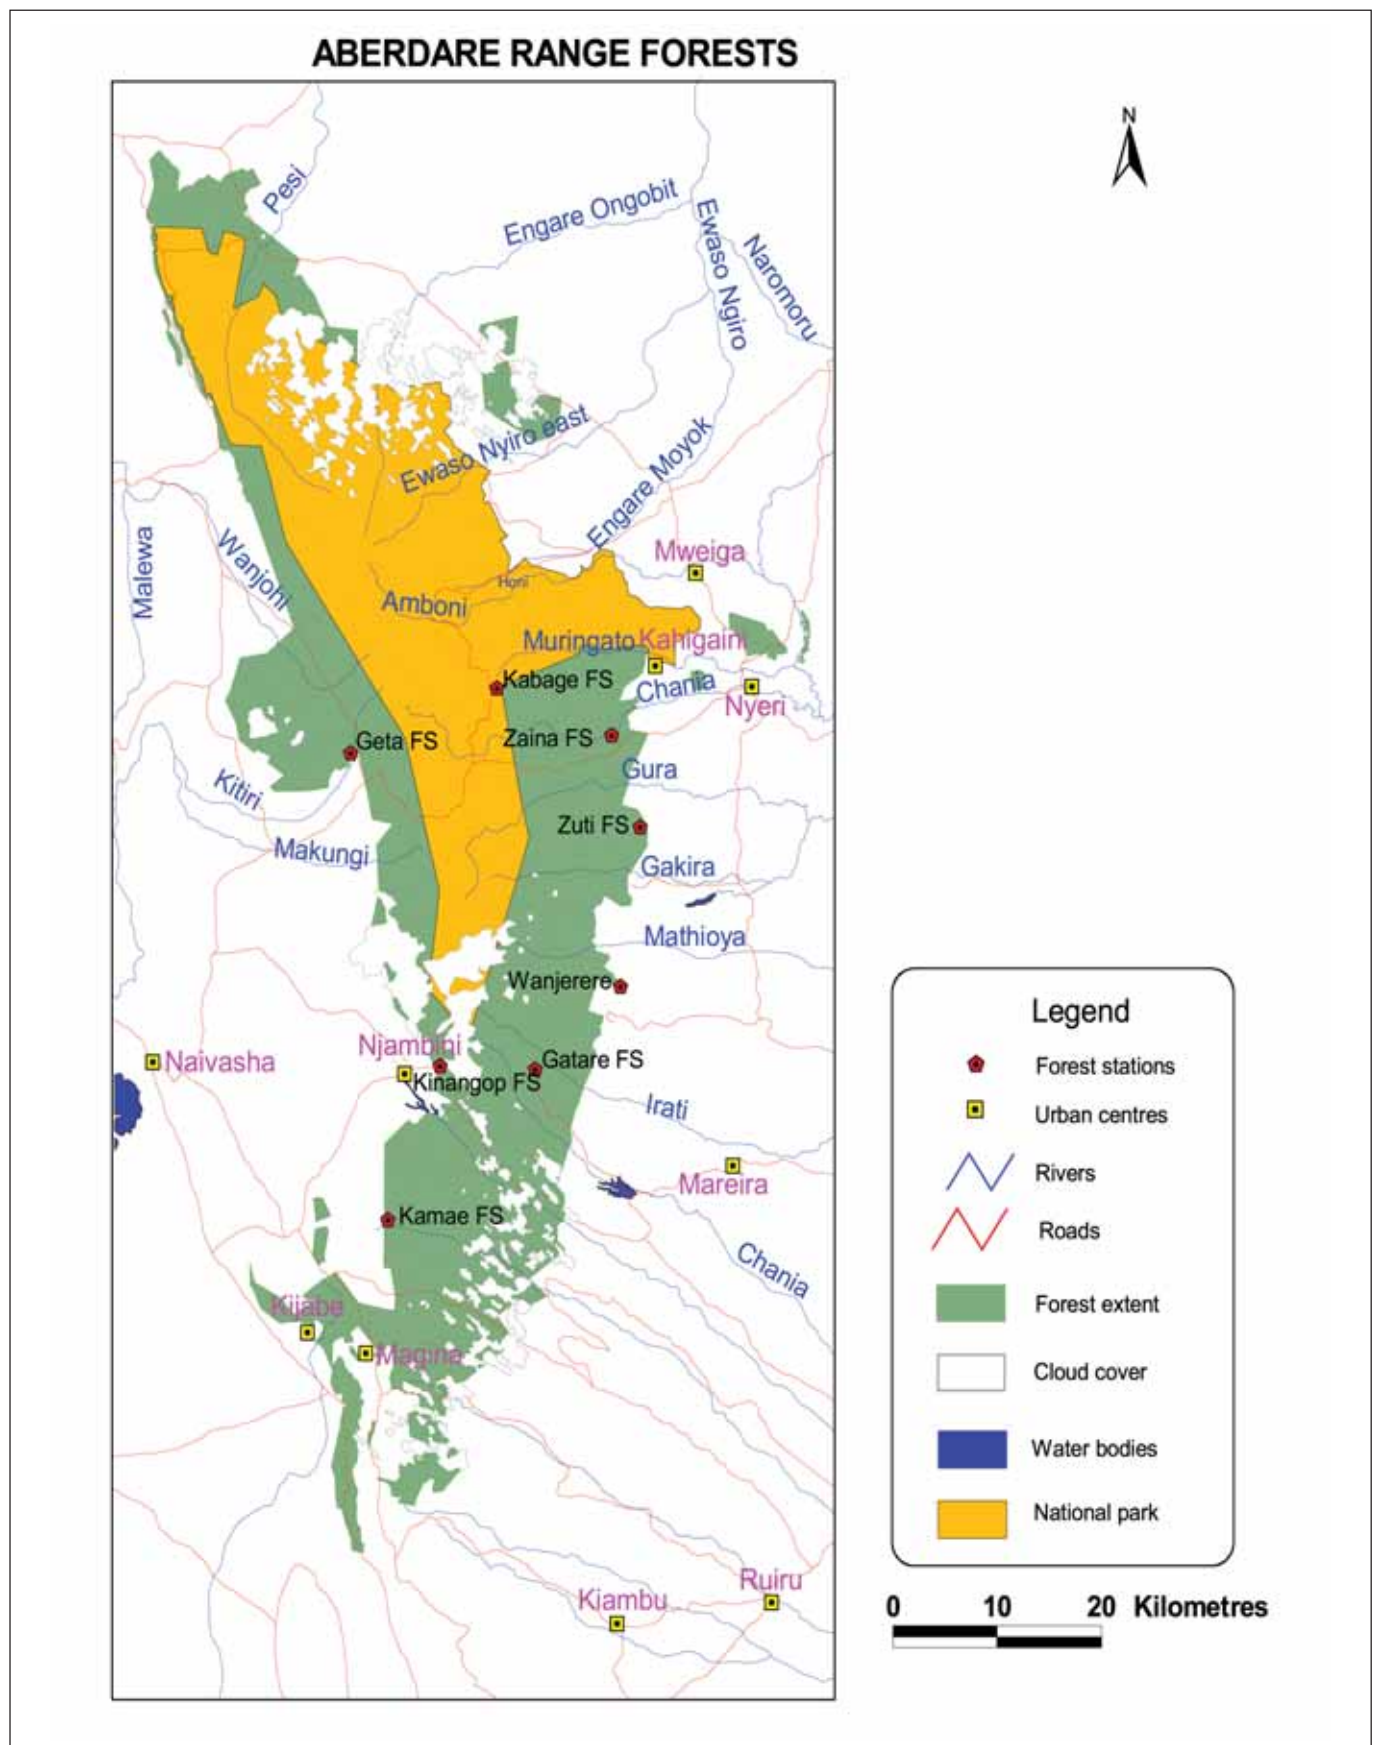 ABERDARE RANGE FORESTS
N
Pesi
Engare Ongobit
Ewaso Ngiro
Naromoru
Ewaso Nyiro east
Engare Moyok
Malewa
Wanjohi
Mweiga
Honi
Amboni
Muringato
Kahigaini
Kabage FS
Chania
Nyeri
Geta FS
Zaina FS
Gura
Kitiri
Zuti FS
Makungi
Gakira
Mathioya
Wanjerere
Njambini
Naivasha
Gatare FS
Kinangop FS
Irati
Mareira
Kamae FS
Chania
Kijabe
Magina
Ruiru
Kiambu
Legend
Forest stations
Urban centres
Rivers
Roads
Forest extent
Cloud cover
Water bodies
National park
0 10 20 Kilometres